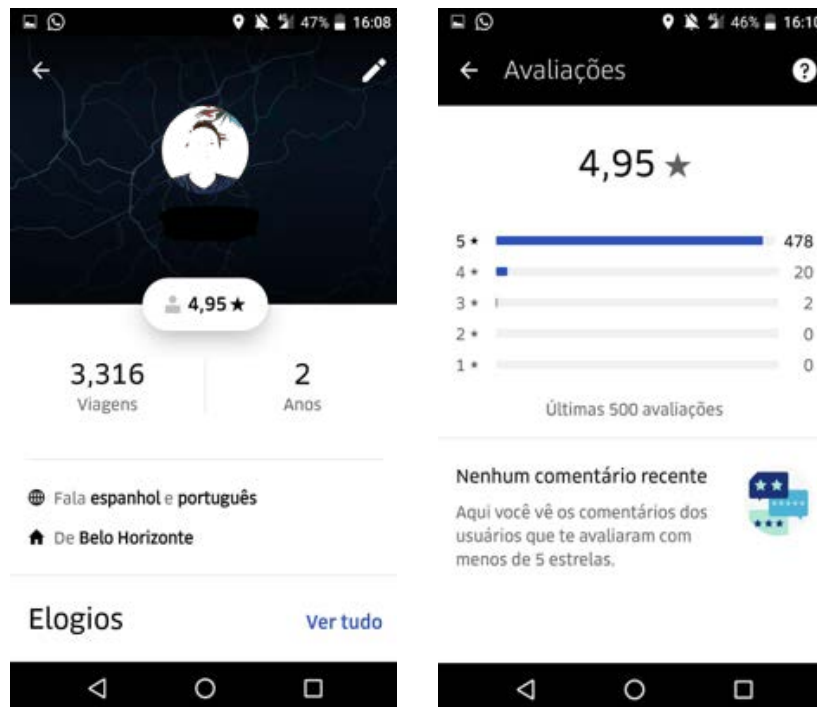 47% 16:08
4,95 ★
3,316 2
Viagens Anos
Fala espanhol e português
De Belo Horizonte
Elogios Ver tudo
46% 16:10
Avaliações ?
4,95 ★
5 ★ 478
4 ★ 20
3 ★ 2
2 ★ 0
1 ★ 0
Últimas 500 avaliações
Nenhum comentário recente
Aqui você vê os comentários dos
usuários que te avaliaram com
menos de 5 estrelas.